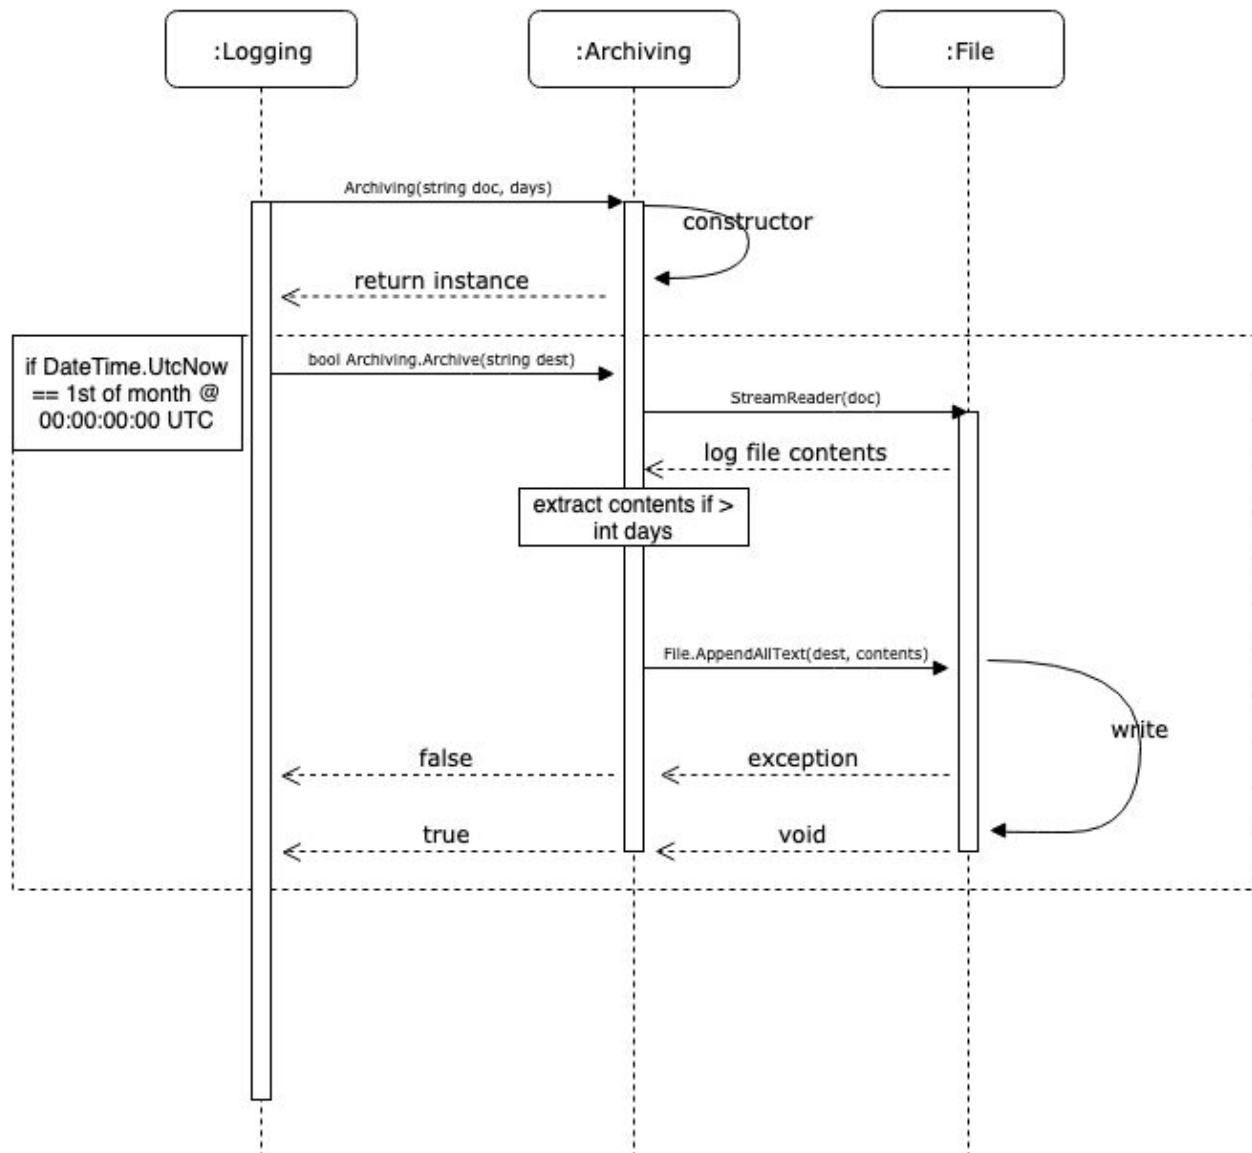 :Logging
:Archiving
:File
Archiving(string doc, days)
constructor
return instance
if DateTime.UtcNow
== 1st of month @
00:00:00:00 UTC
bool Archiving.Archive(string dest)
StreamReader(doc)
log file contents
extract contents if >
int days
File.AppendAllText(dest, contents)
write
false
exception
true
void